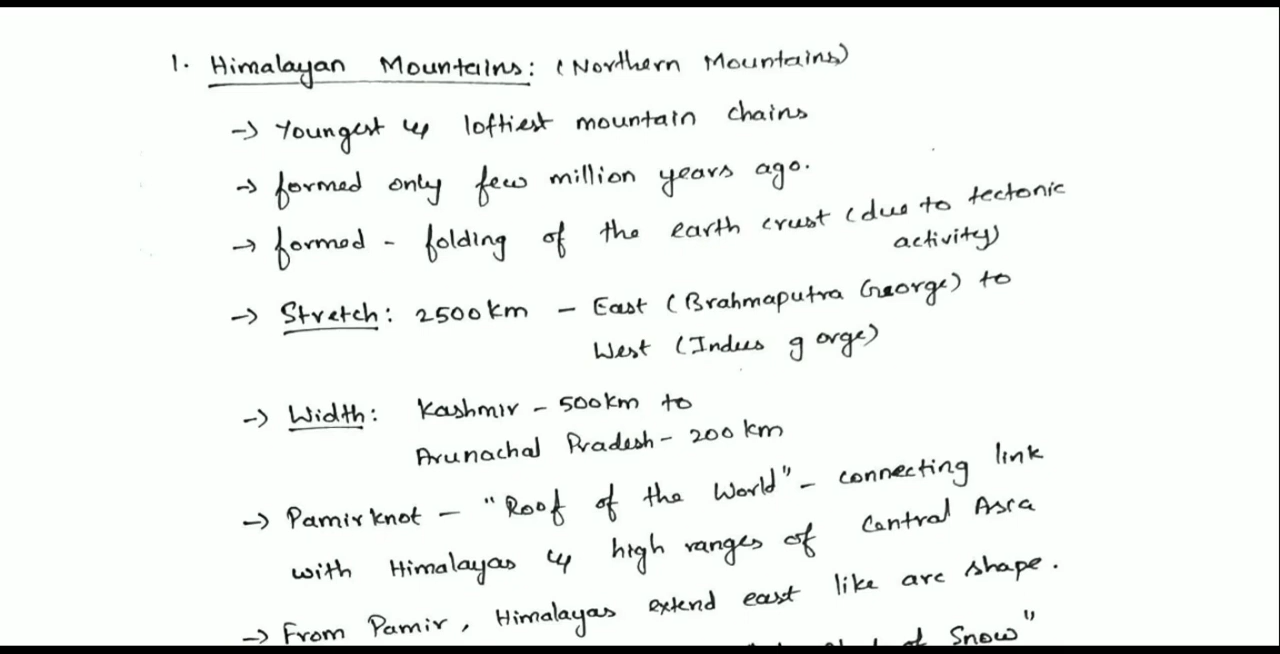 1. Himalayan Mountains: (Northern Mountains)
→ Youngest & loftiest mountain chains
→ formed only few million years ago.
→ formed - folding of the earth crust (due to tectonic
activity)
→ Stretch: 2500km - East (Brahmaputra George) to
West (Indus gorge)
→ Width: Kashmir - 500km to
Arunachal Pradesh - 200km
→ Pamir knot - "Roof of the World" - connecting link
with Himalayas & high ranges of Central Asia
→ From Pamir, Himalayas extend east like arc shape.
Snow"